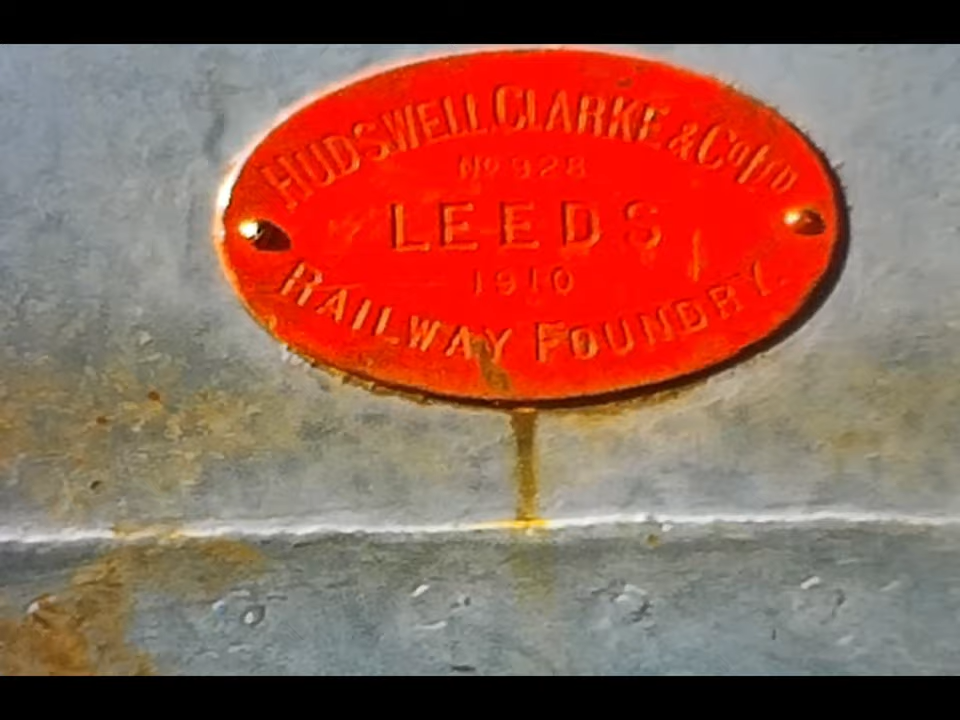 HUDSWELL CLARKE & Co LTD
No 928
LEEDS
1910
RAILWAY FOUNDRY.